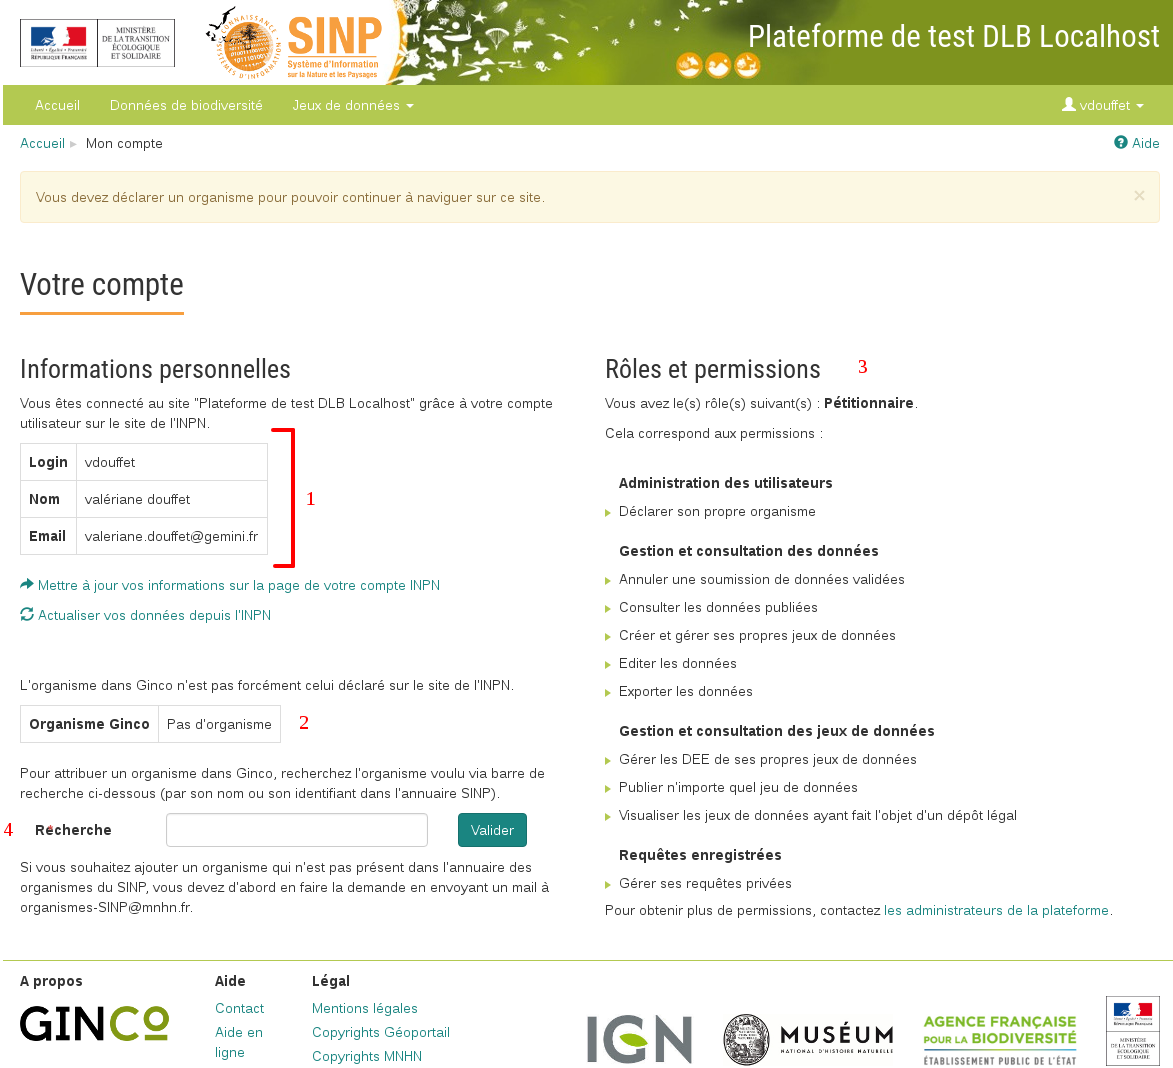 MINISTÈRE
DE LA TRANSITION
ÉCOLOGIQUE
ET SOLIDAIRE
Liberté • Égalité • Fraternité
RÉPUBLIQUE FRANÇAISE
SINP
Système d'Information
sur la Nature et les Paysages
Plateforme de test DLB Localhost
Accueil Données de biodiversité Jeux de données vdouffet
Accueil Mon compte Aide
Vous devez déclarer un organisme pour pouvoir continuer à naviguer sur ce site. ×
Votre compte
Informations personnelles
Vous êtes connecté au site "Plateforme de test DLB Localhost" grâce à votre compte
utilisateur sur le site de l'INPN.
Login vdouffet
Nom valériane douffet
Email valeriane.douffet@gemini.fr
1
Mettre à jour vos informations sur la page de votre compte INPN
Actualiser vos données depuis l'INPN
L'organisme dans Ginco n'est pas forcément celui déclaré sur le site de l'INPN.
Organisme Ginco Pas d'organisme 2
Pour attribuer un organisme dans Ginco, recherchez l'organisme voulu via barre de
recherche ci-dessous (par son nom ou son identifiant dans l'annuaire SINP).
4 Recherche * Valider
Si vous souhaitez ajouter un organisme qui n'est pas présent dans l'annuaire des
organismes du SINP, vous devez d'abord en faire la demande en envoyant un mail à
organismes-SINP@mnhn.fr.
Rôles et permissions 3
Vous avez le(s) rôle(s) suivant(s) : Pétitionnaire.
Cela correspond aux permissions :
Administration des utilisateurs
Déclarer son propre organisme
Gestion et consultation des données
Annuler une soumission de données validées
Consulter les données publiées
Créer et gérer ses propres jeux de données
Editer les données
Exporter les données
Gestion et consultation des jeux de données
Gérer les DEE de ses propres jeux de données
Publier n'importe quel jeu de données
Visualiser les jeux de données ayant fait l'objet d'un dépôt légal
Requêtes enregistrées
Gérer ses requêtes privées
Pour obtenir plus de permissions, contactez les administrateurs de la plateforme.
A propos
GINCO
Aide
Contact
Aide en
ligne
Légal
Mentions légales
Copyrights Géoportail
Copyrights MNHN
IGN
MUSÉUM
NATIONAL D'HISTOIRE NATURELLE
AGENCE FRANÇAISE
POUR LA BIODIVERSITÉ
ÉTABLISSEMENT PUBLIC DE L'ÉTAT
Liberté • Égalité • Fraternité
RÉPUBLIQUE FRANÇAISE
MINISTÈRE
DE LA TRANSITION
ÉCOLOGIQUE
ET SOLIDAIRE